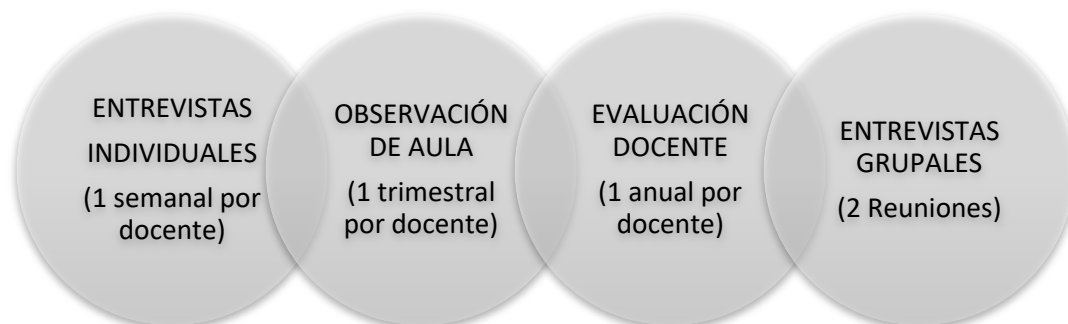 ENTREVISTAS
INDIVIDUALES
(1 semanal por
docente)
OBSERVACIÓN
DE AULA
(1 trimestral
por docente)
EVALUACIÓN
DOCENTE
(1 anual por
docente)
ENTREVISTAS
GRUPALES
(2 Reuniones)